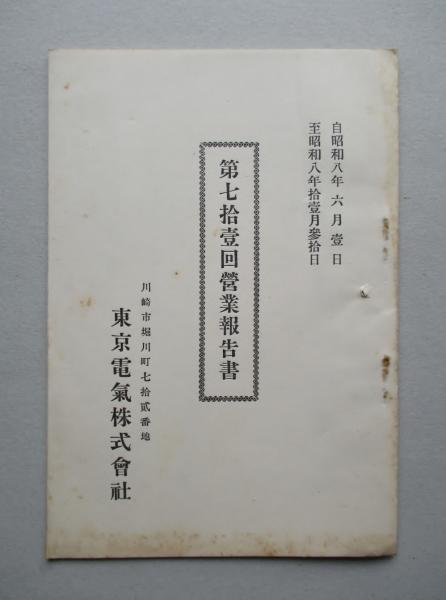 自昭和八年六月壹日
至昭和八年拾壹月參拾日
第七拾壹回營業報告書
川崎市堀川町七拾貳番地
東京電氣株式會社